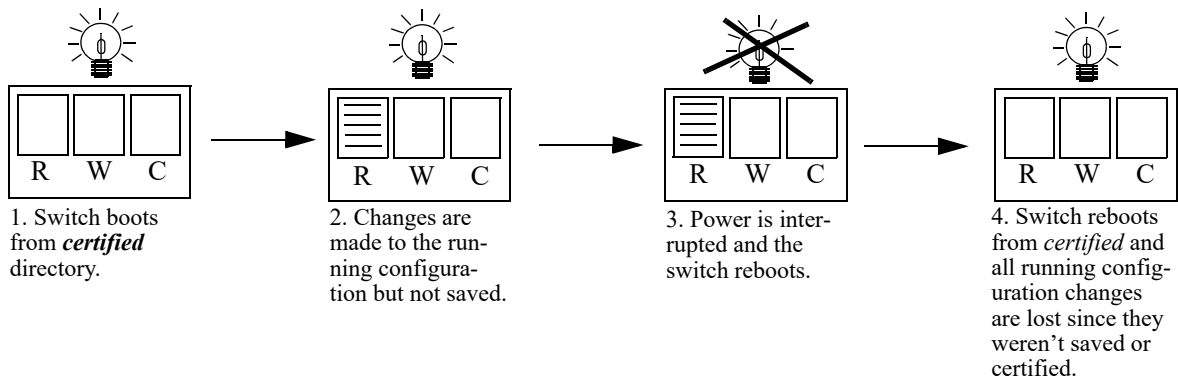 R W C
1. Switch boots
from certified
directory.
R W C
2. Changes are
made to the run-
ning configura-
tion but not saved.
R W C
3. Power is inter-
rupted and the
switch reboots.
R W C
4. Switch reboots
from certified and
all running config-
uration changes
are lost since they
weren’t saved or
certified.